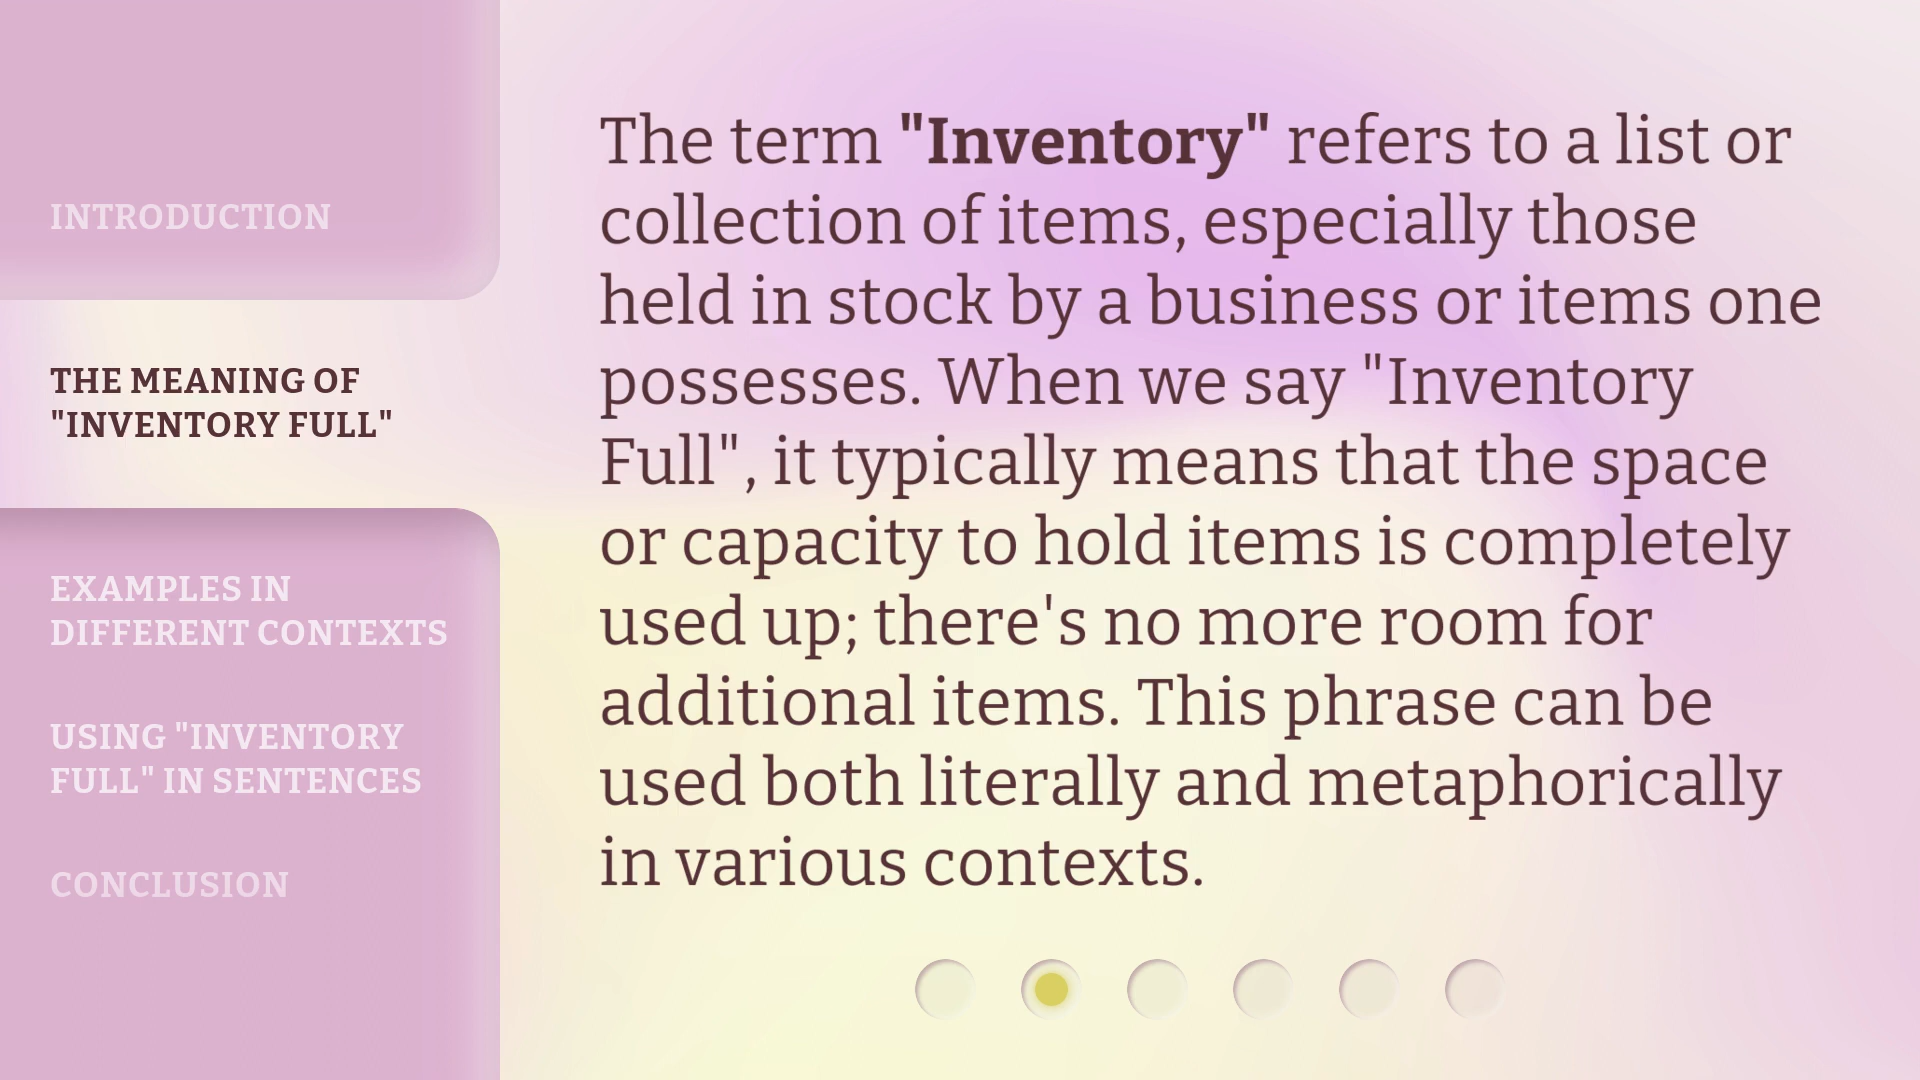 INTRODUCTION
THE MEANING OF
"INVENTORY FULL"
EXAMPLES IN
DIFFERENT CONTEXTS
USING "INVENTORY
FULL" IN SENTENCES
CONCLUSION
The term "Inventory" refers to a list or
collection of items, especially those
held in stock by a business or items one
possesses. When we say "Inventory
Full", it typically means that the space
or capacity to hold items is completely
used up; there's no more room for
additional items. This phrase can be
used both literally and metaphorically
in various contexts.